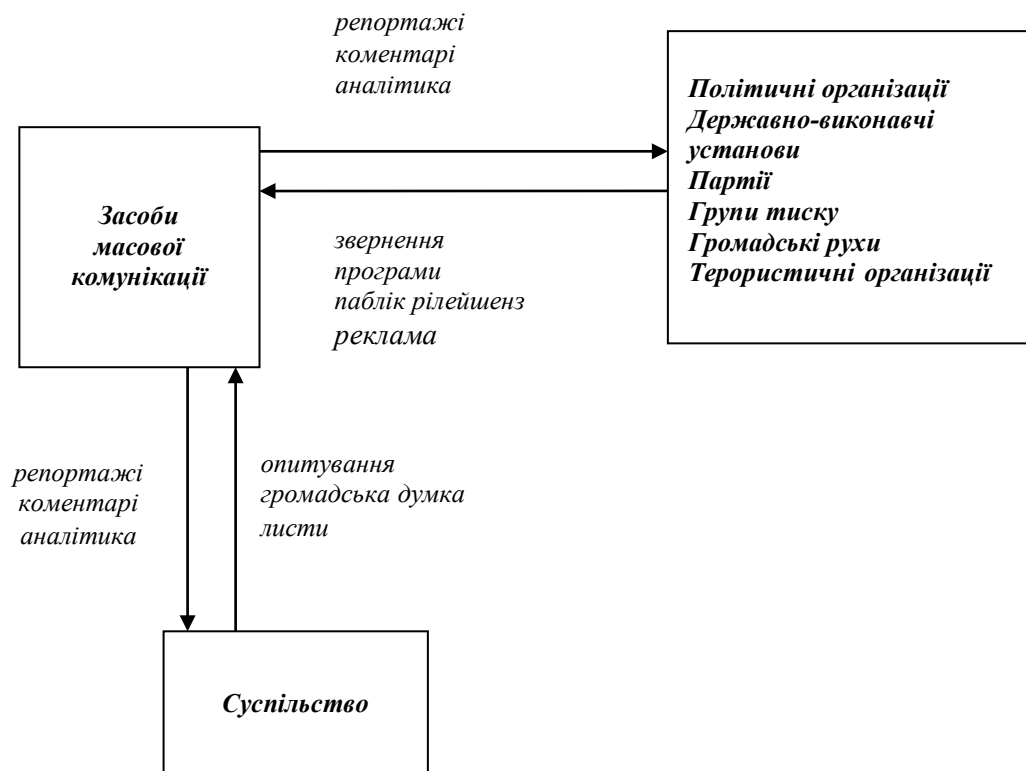 репортажі
коментарі
аналітика
Політичні організації
Державно-виконавчі
установи
Партії
Групи тиску
Громадські рухи
Терористичні організації
Засоби
масової
комунікації
звернення
програми
паблік рілейшенз
реклама
репортажі
коментарі
аналітика
опитування
громадська думка
листи
Суспільство